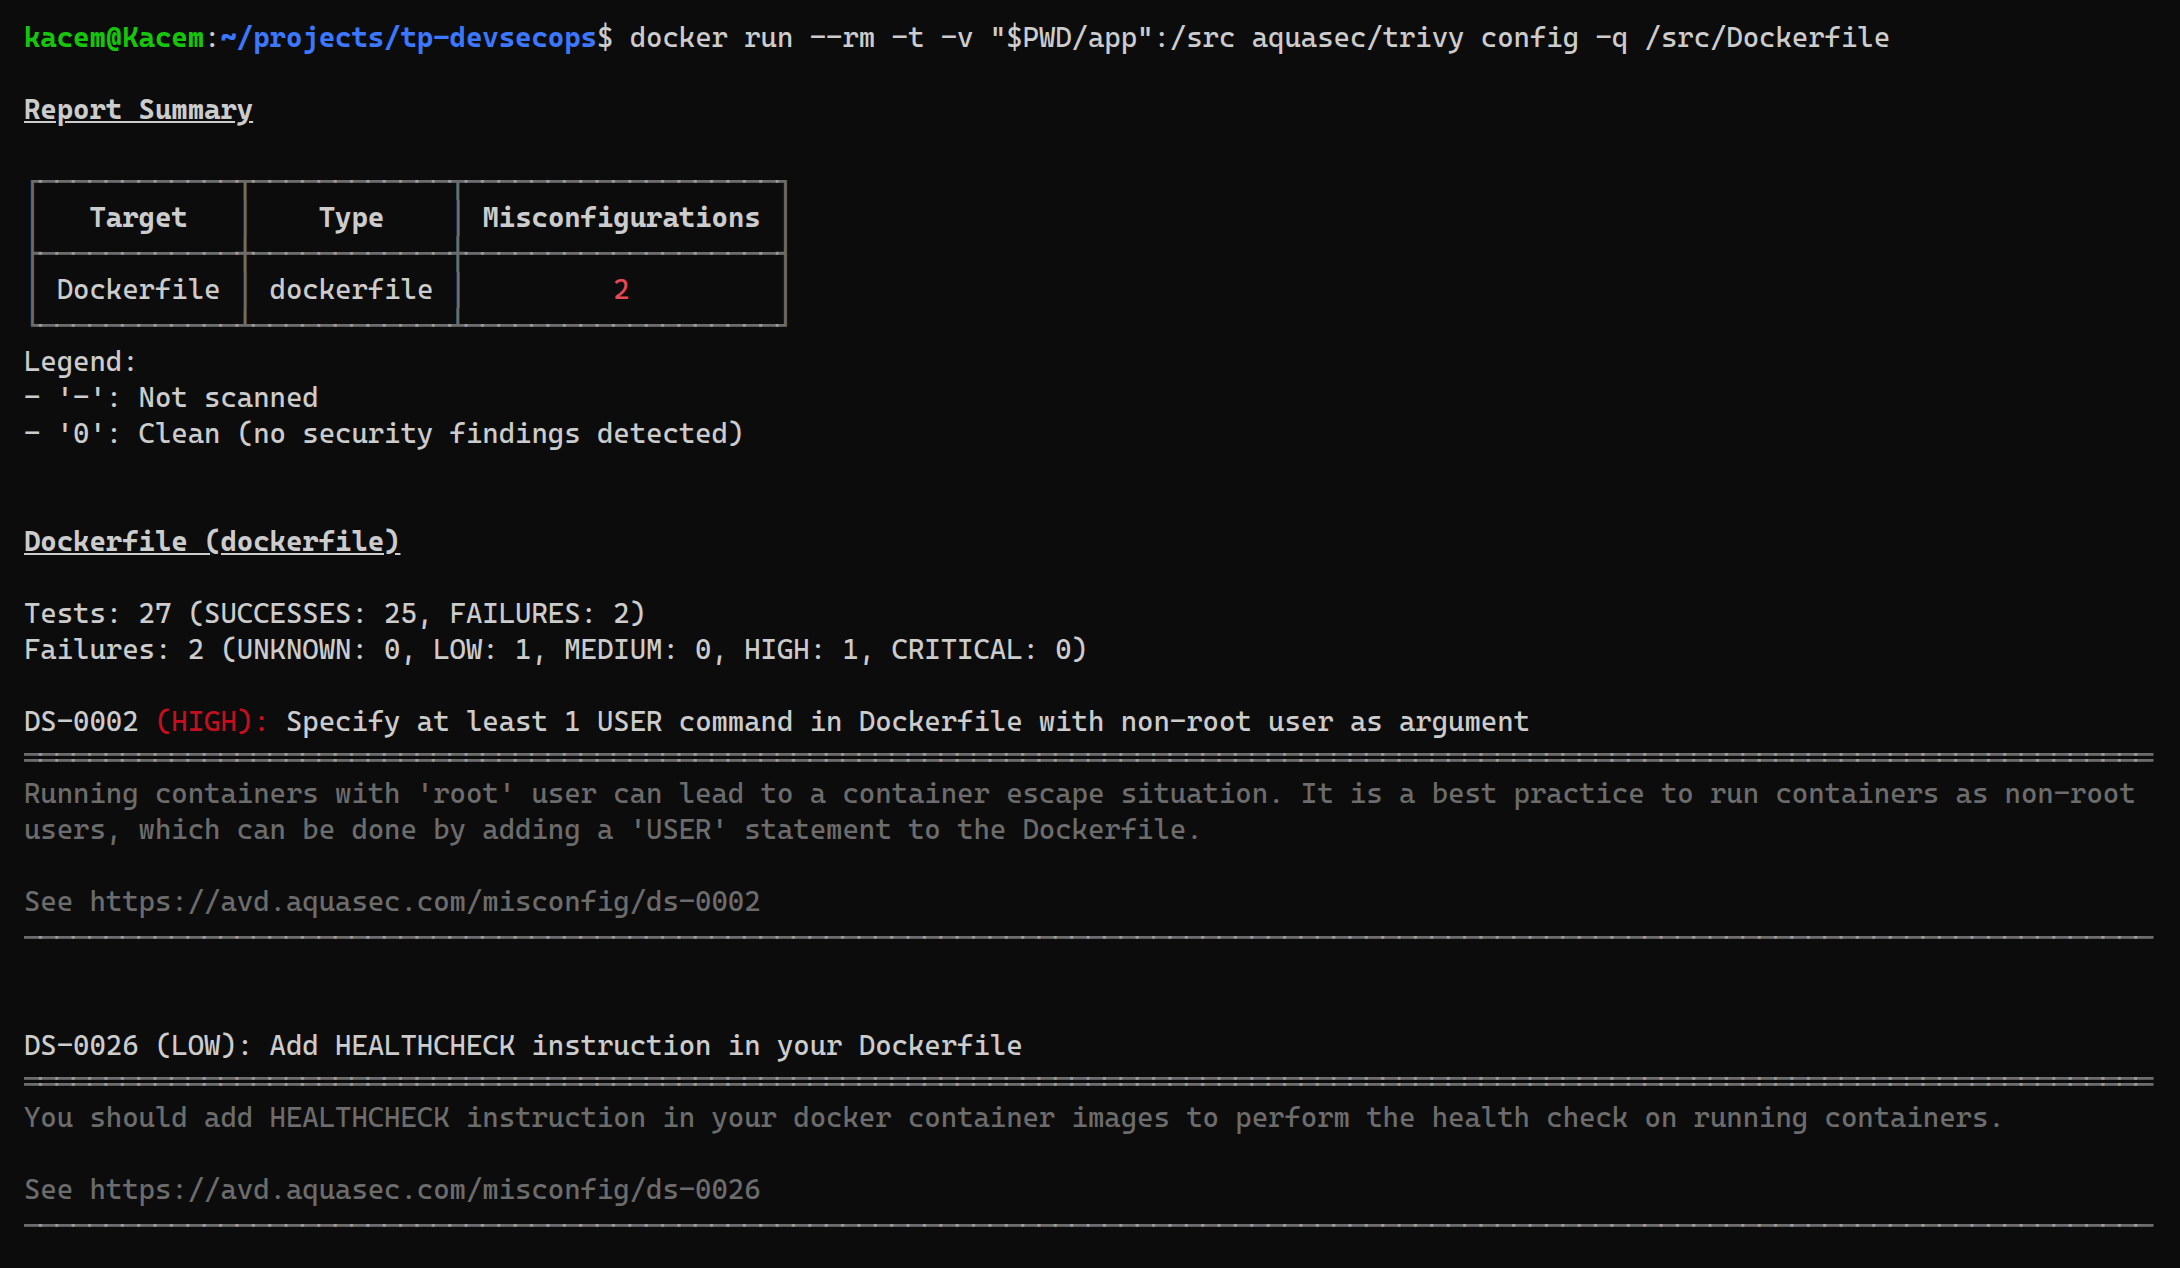 kacem@Kacem:~/projects/tp-devsecops$ docker run --rm -t -v "$PWD/app":/src aquasec/trivy config -q /src/Dockerfile
Report Summary
Target Type Misconfigurations
Dockerfile dockerfile 2
Legend:
- '-': Not scanned
- '0': Clean (no security findings detected)
Dockerfile (dockerfile)
Tests: 27 (SUCCESSES: 25, FAILURES: 2)
Failures: 2 (UNKNOWN: 0, LOW: 1, MEDIUM: 0, HIGH: 1, CRITICAL: 0)
DS-0002 (HIGH): Specify at least 1 USER command in Dockerfile with non-root user as argument
Running containers with 'root' user can lead to a container escape situation. It is a best practice to run containers as non-root
users, which can be done by adding a 'USER' statement to the Dockerfile.
See https://avd.aquasec.com/misconfig/ds-0002
DS-0026 (LOW): Add HEALTHCHECK instruction in your Dockerfile
You should add HEALTHCHECK instruction in your docker container images to perform the health check on running containers.
See https://avd.aquasec.com/misconfig/ds-0026